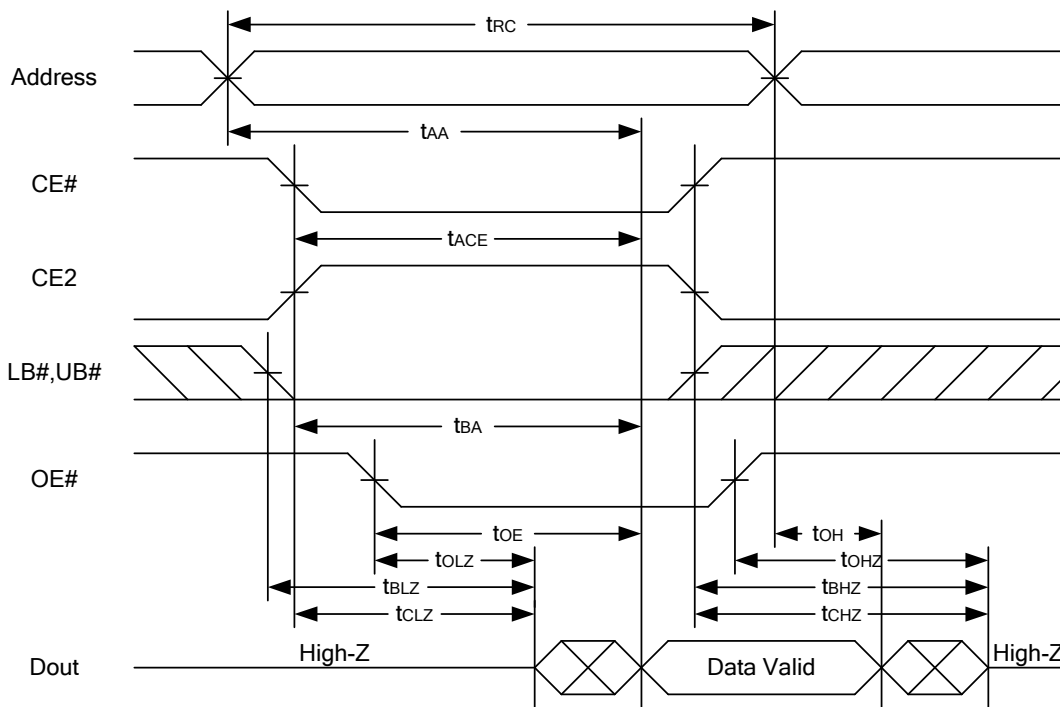 tRC
Address
tAA
CE#
tACE
CE2
LB#,UB#
tBA
OE#
tOE
tOH
tOLZ
tOHZ
tBLZ
tBHZ
tCLZ
tCHZ
High-Z
Dout
Data Valid
High-Z